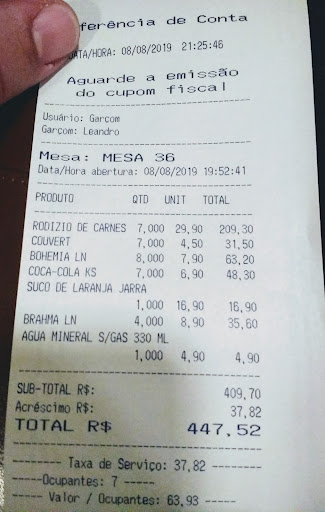 ferência de Conta
DATA/HORA: 08/08/2019 21:25:46
Aguarde a emissão
do cupom fiscal
Usuário: Garçom
Garçom: Leandro
Mesa: MESA 36
Data/Hora abertura: 08/08/2019 19:52:41
PRODUTO QTD UNIT TOTAL
RODIZIO DE CARNES 7,000 29,90 209,30
COUVERT 7,000 4,50 31,50
BOHEMIA LN 8,000 7,90 63,20
COCA-COLA KS 7,000 6,90 48,30
SUCO DE LARANJA JARRA
1,000 16,90 16,90
BRAHMA LN 4,000 8,90 35,60
AGUA MINERAL S/GAS 330 ML
1,000 4,90 4,90
SUB-TOTAL R$: 409,70
Acréscimo R$: 37,82
TOTAL R$ 447,52
------- Taxa de Serviço: 37,82 -------
-----Ocupantes: 7 -----
----- Valor / Ocupantes: 63,93 -----